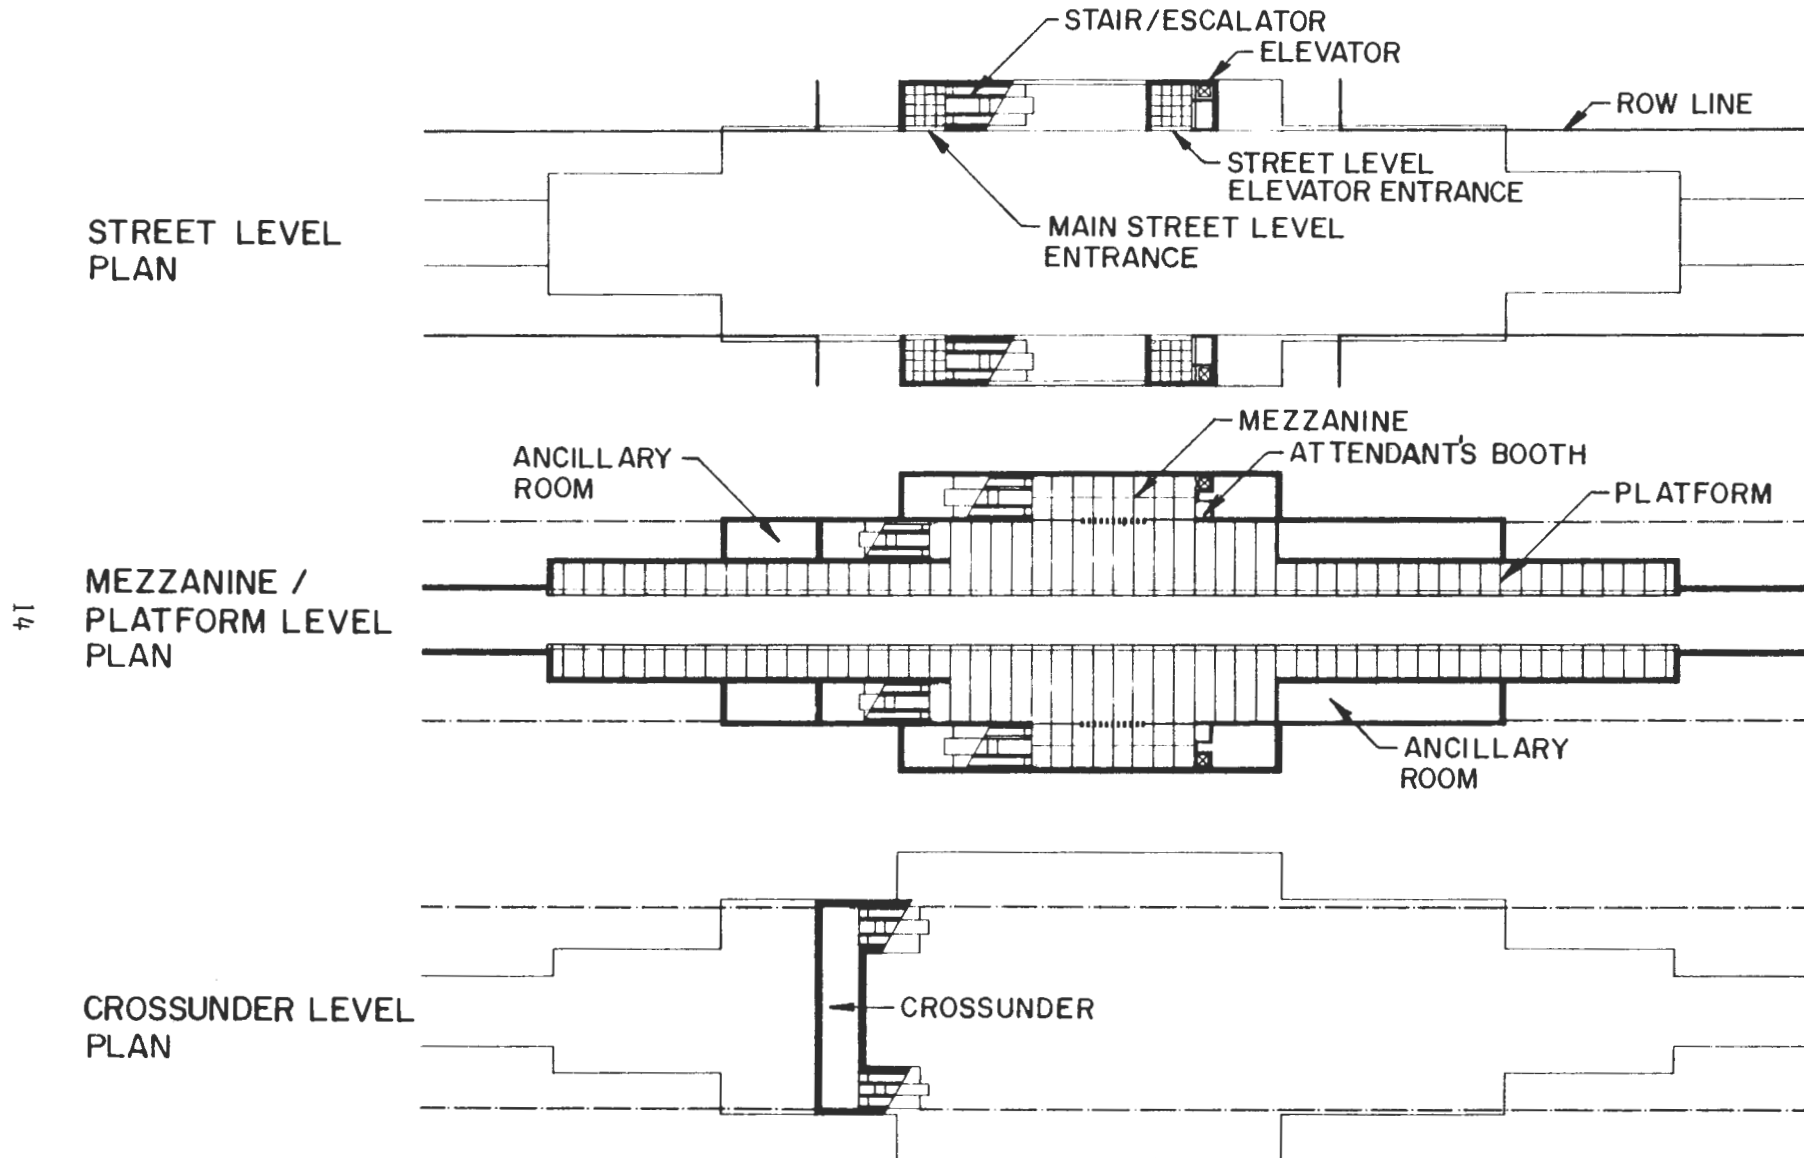 STAIR/ESCALATOR
ELEVATOR
ROW LINE
STREET LEVEL
ELEVATOR ENTRANCE
MAIN STREET LEVEL
ENTRANCE
STREET LEVEL
PLAN
MEZZANINE
ATTENDANT'S BOOTH
ANCILLARY
ROOM
PLATFORM
MEZZANINE /
PLATFORM LEVEL
PLAN
14
ANCILLARY
ROOM
CROSSUNDER LEVEL
PLAN
CROSSUNDER